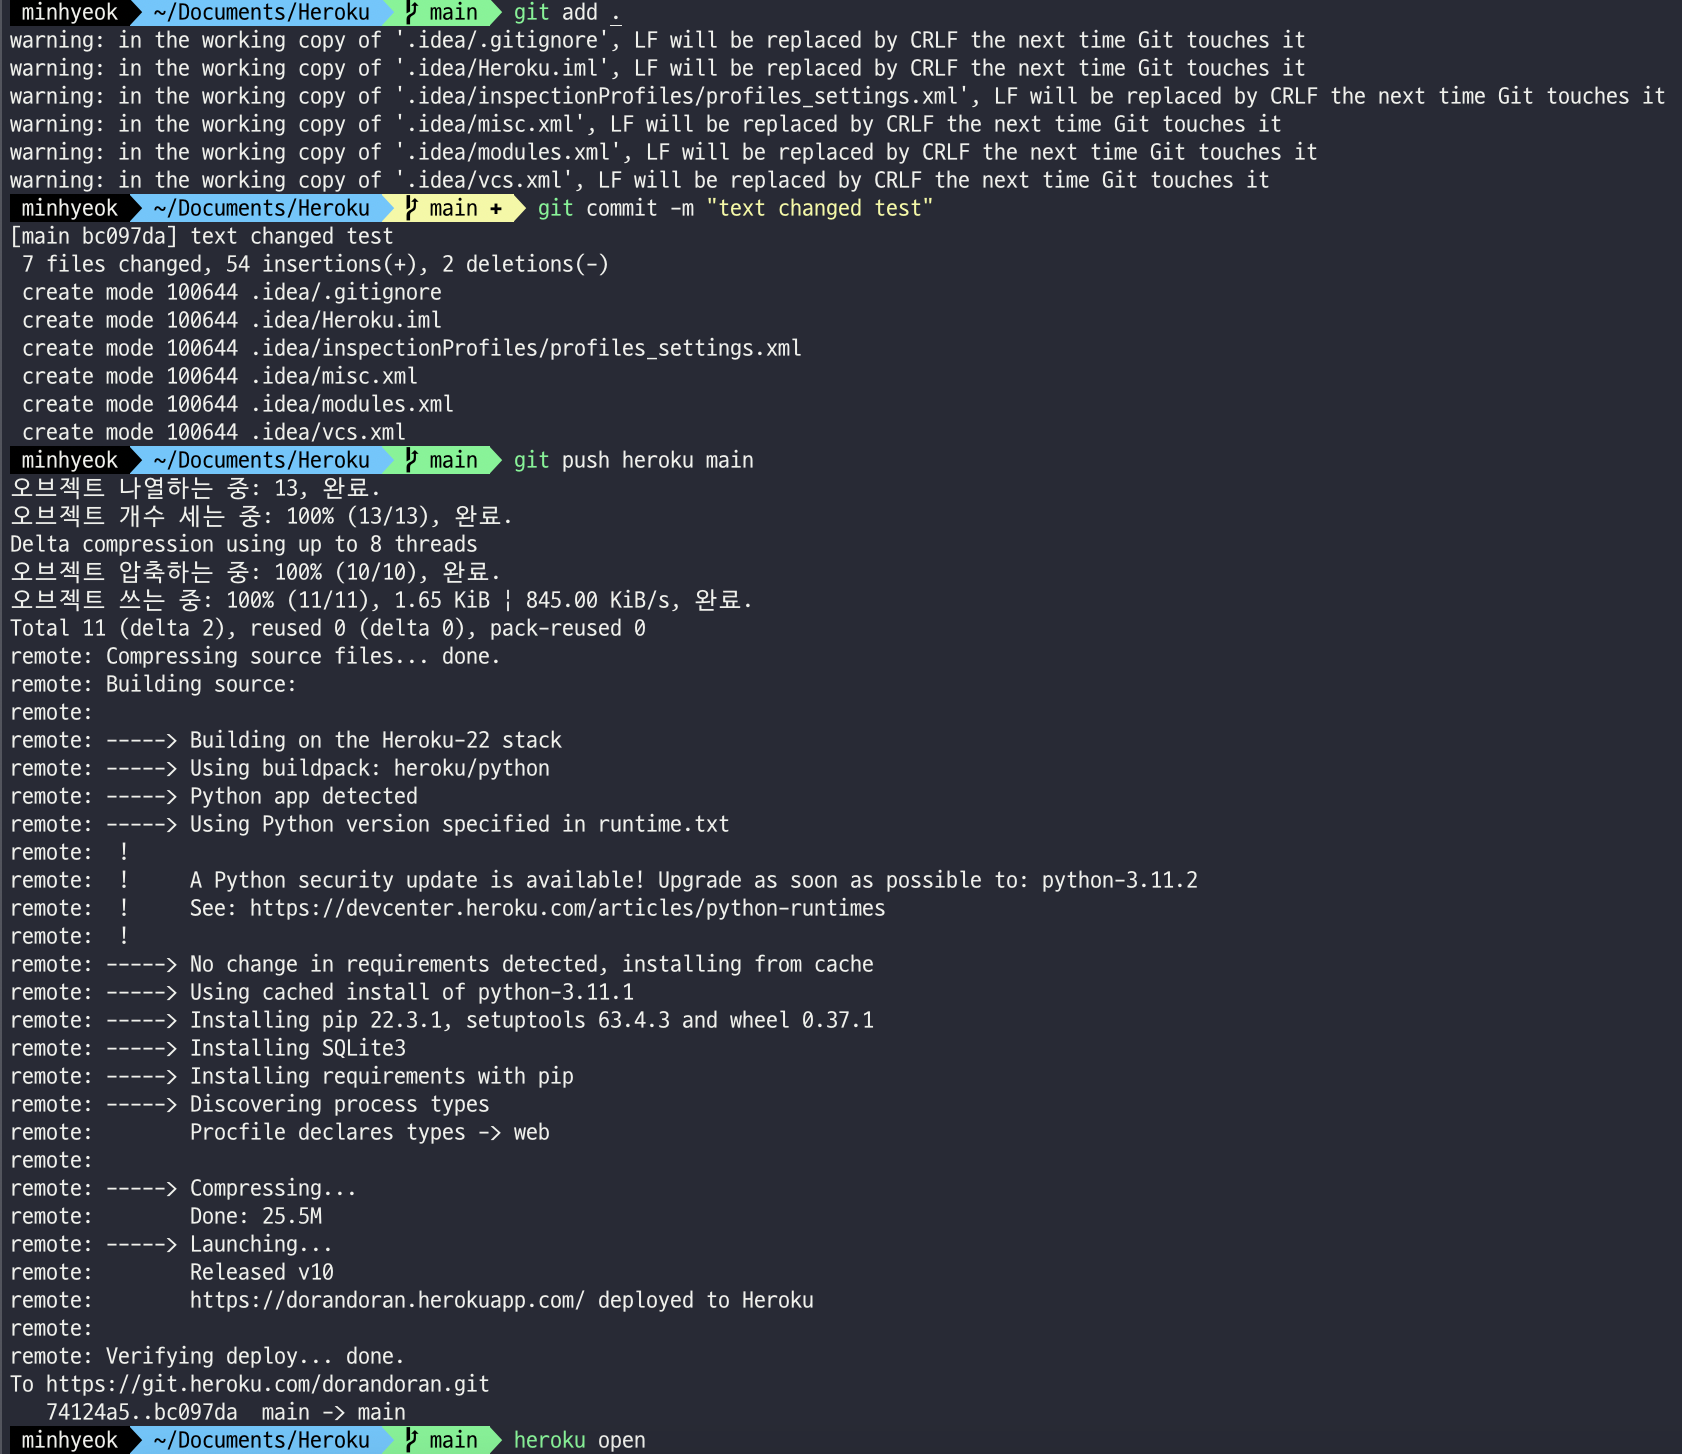 minhyeok ~/Documents/Heroku main git add .
warning: in the working copy of '.idea/.gitignore', LF will be replaced by CRLF the next time Git touches it
warning: in the working copy of '.idea/Heroku.iml', LF will be replaced by CRLF the next time Git touches it
warning: in the working copy of '.idea/inspectionProfiles/profiles_settings.xml', LF will be replaced by CRLF the next time Git touches it
warning: in the working copy of '.idea/misc.xml', LF will be replaced by CRLF the next time Git touches it
warning: in the working copy of '.idea/modules.xml', LF will be replaced by CRLF the next time Git touches it
warning: in the working copy of '.idea/vcs.xml', LF will be replaced by CRLF the next time Git touches it
minhyeok ~/Documents/Heroku main + git commit -m "text changed test"
[main bc097da] text changed test
 7 files changed, 54 insertions(+), 2 deletions(-)
 create mode 100644 .idea/.gitignore
 create mode 100644 .idea/Heroku.iml
 create mode 100644 .idea/inspectionProfiles/profiles_settings.xml
 create mode 100644 .idea/misc.xml
 create mode 100644 .idea/modules.xml
 create mode 100644 .idea/vcs.xml
minhyeok ~/Documents/Heroku main git push heroku main
오브젝트 나열하는 중: 13, 완료.
오브젝트 개수 세는 중: 100% (13/13), 완료.
Delta compression using up to 8 threads
오브젝트 압축하는 중: 100% (10/10), 완료.
오브젝트 쓰는 중: 100% (11/11), 1.65 KiB ¦ 845.00 KiB/s, 완료.
Total 11 (delta 2), reused 0 (delta 0), pack-reused 0
remote: Compressing source files... done.
remote: Building source:
remote:
remote: -----> Building on the Heroku-22 stack
remote: -----> Using buildpack: heroku/python
remote: -----> Python app detected
remote: -----> Using Python version specified in runtime.txt
remote:  !
remote:  !     A Python security update is available! Upgrade as soon as possible to: python-3.11.2
remote:  !     See: https://devcenter.heroku.com/articles/python-runtimes
remote:  !
remote: -----> No change in requirements detected, installing from cache
remote: -----> Using cached install of python-3.11.1
remote: -----> Installing pip 22.3.1, setuptools 63.4.3 and wheel 0.37.1
remote: -----> Installing SQLite3
remote: -----> Installing requirements with pip
remote: -----> Discovering process types
remote:        Procfile declares types -> web
remote:
remote: -----> Compressing...
remote:        Done: 25.5M
remote: -----> Launching...
remote:        Released v10
remote:        https://dorandoran.herokuapp.com/ deployed to Heroku
remote:
remote: Verifying deploy... done.
To https://git.heroku.com/dorandoran.git
   74124a5..bc097da  main -> main
minhyeok ~/Documents/Heroku main heroku open